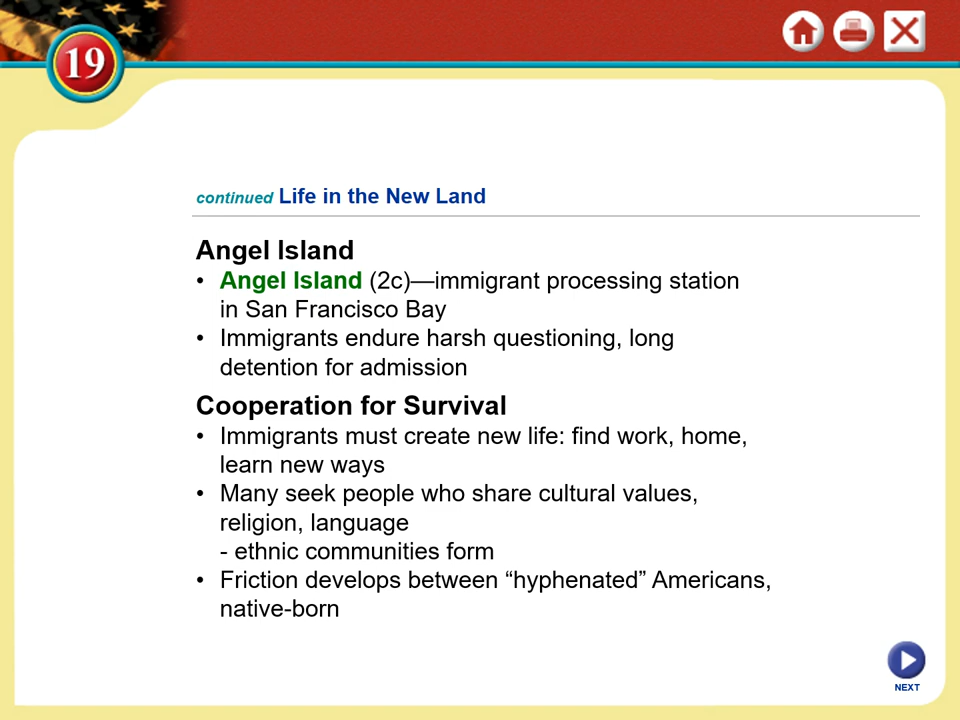 19
continued Life in the New Land
Angel Island
• Angel Island (2c)—immigrant processing station
in San Francisco Bay
• Immigrants endure harsh questioning, long
detention for admission
Cooperation for Survival
• Immigrants must create new life: find work, home,
learn new ways
• Many seek people who share cultural values,
religion, language
- ethnic communities form
• Friction develops between “hyphenated” Americans,
native-born
NEXT